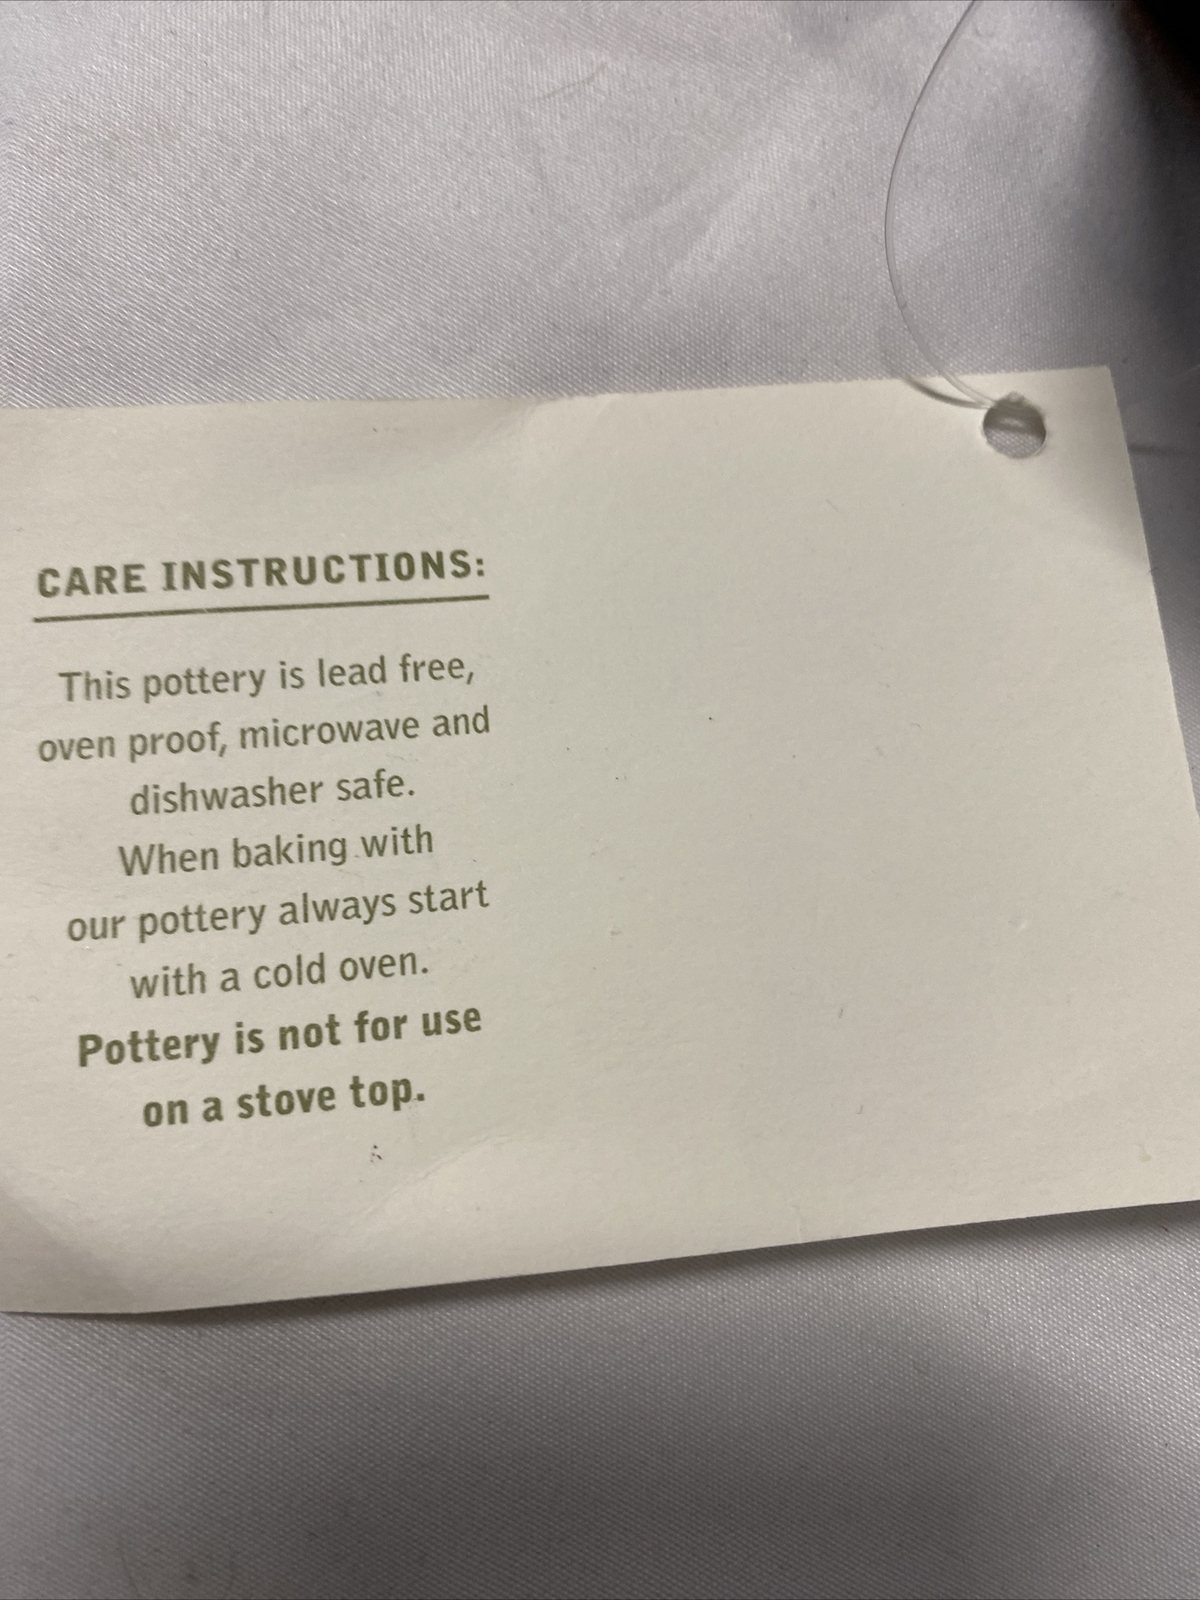 CARE INSTRUCTIONS:
This pottery is lead free,
oven proof, microwave and
dishwasher safe.
When baking with
our pottery always start
with a cold oven.
Pottery is not for use
on a stove top.